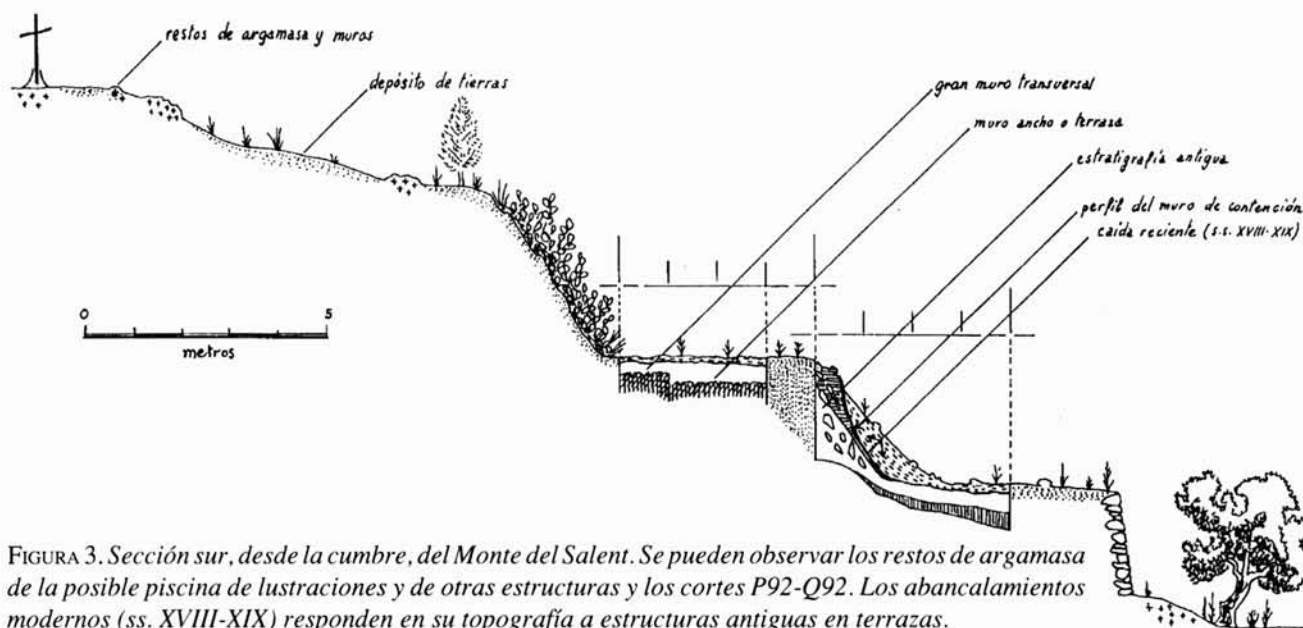 restos de argamasa y muros
depósito de tierras
gran muro transversal
muro ancho o terraza
estratigrafía antigua
perfil del muro de contención
caída reciente (s.s. XVIII-XIX)
0 5
metros
FIGURA 3. Sección sur, desde la cumbre, del Monte del Salent. Se pueden observar los restos de argamasa
de la posible piscina de lustraciones y de otras estructuras y los cortes P92-Q92. Los abancalamientos
modernos (ss. XVIII-XIX) responden en su topografía a estructuras antiguas en terrazas.